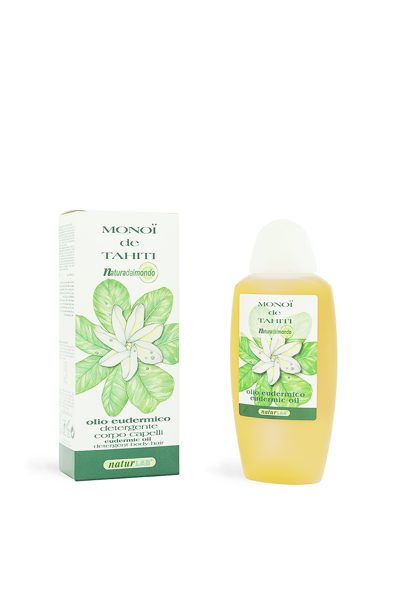 MONOÏ
de
TAHITI
naturadalmondo
olio eudermico
detergente
corpo capelli
eudermic oil
detergent body hair
naturLAB
MONOÏ
de
TAHITI
naturadalmondo
olio eudermico
eudermic oil
naturLAB